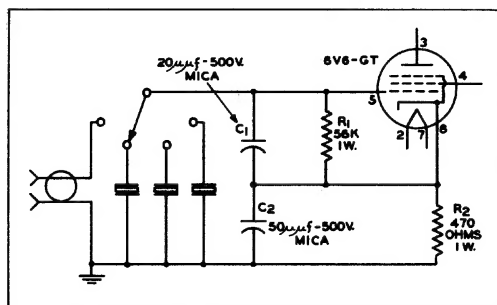 20μμf-500V.
MICA
6V6-GT
3
4
5
2
7
8
C1
R1
56K
1W.
C2
50μμf-500V.
MICA
R2
470
OHMS
1W.